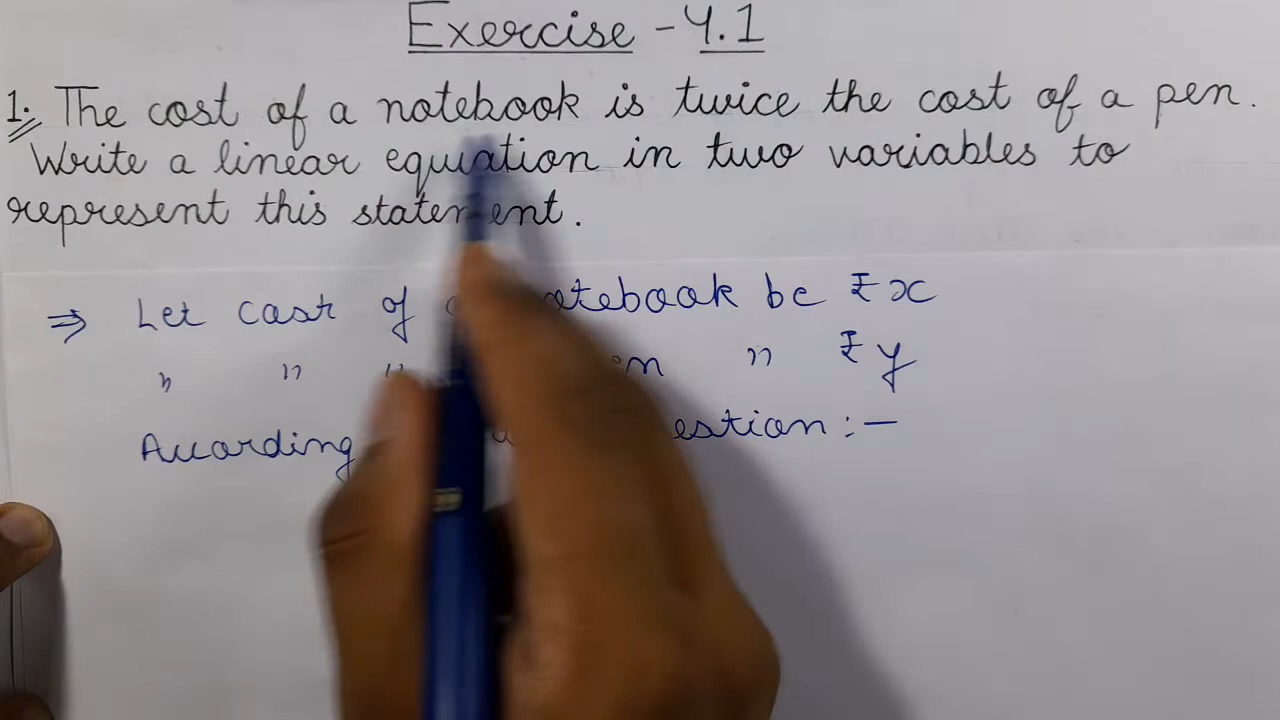 Exercise - 4.1
1. The cost of a notebook is twice the cost of a pen.
Write a linear equation in two variables to
represent this statement.
⇒ Let cost of notebook be ₹ x
" " " " ₹ y
According :-